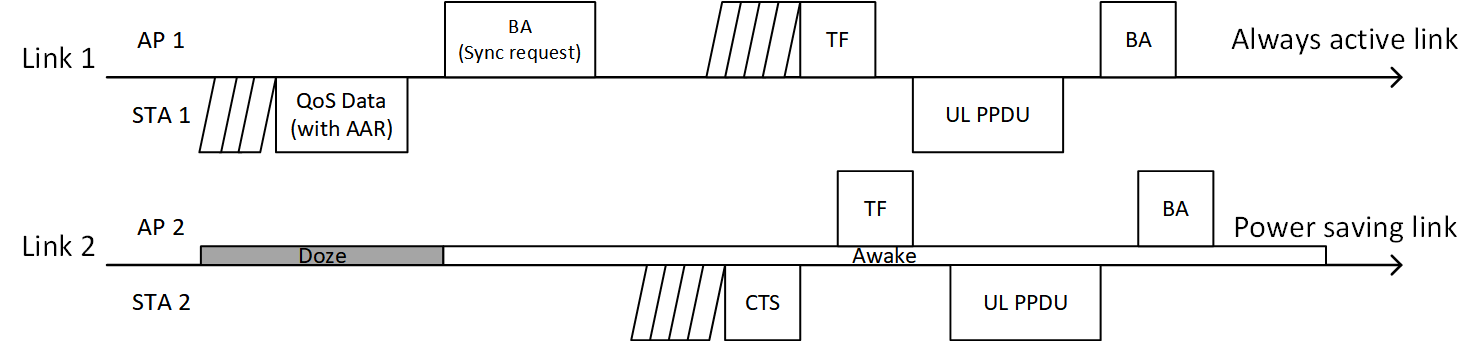 Link 1
AP 1
BA
(Sync request)
TF
BA
Always active link
STA 1
QoS Data
(with AAR)
UL PPDU
Link 2
AP 2
TF
BA
Power saving link
Doze
Awake
STA 2
CTS
UL PPDU